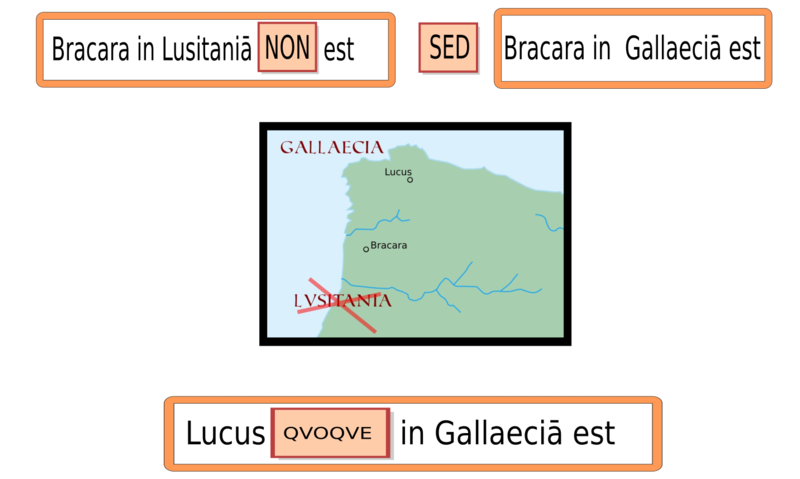 Bracara in Lusitaniā NON est SED Bracara in Gallaeciā est
GALLAECIA
Lucus
Bracara
LVSITANIA
Lucus QVOQVE in Gallaeciā est